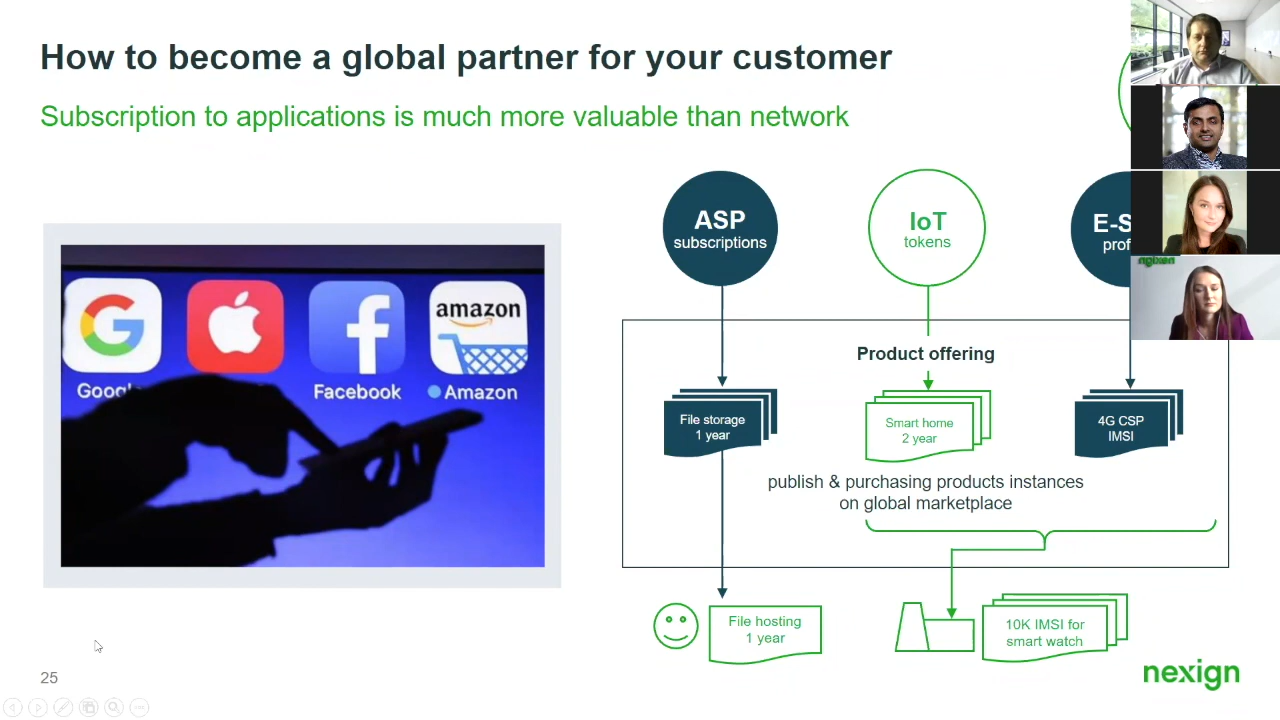 How to become a global partner for your customer
Subscription to applications is much more valuable than network
ASP
subscriptions
IoT
tokens
Google
Facebook
Amazon
amazon
Product offering
File storage
1 year
Smart home
2 year
4G CSP
IMSI
publish & purchasing products instances
on global marketplace
File hosting
1 year
10K IMSI for
smart watch
25
nexign
nexign